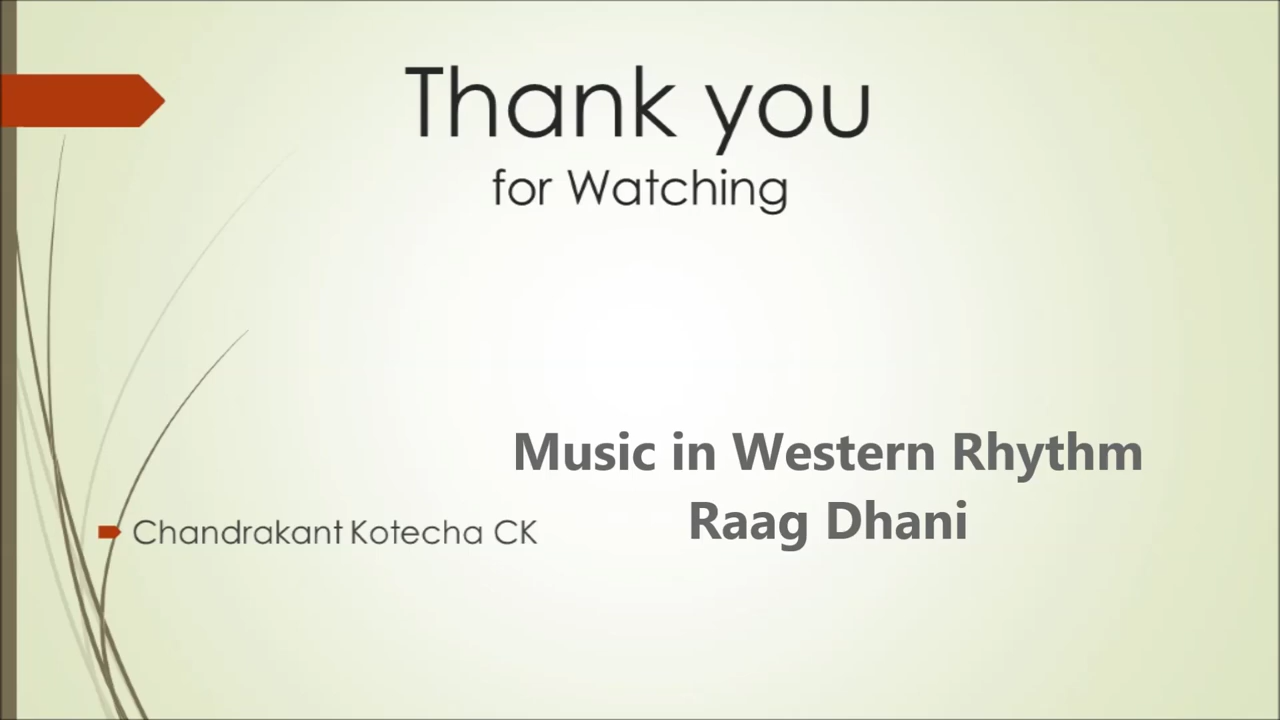 Thank you
for Watching
Music in Western Rhythm
Raag Dhani
Chandrakant Kotecha CK